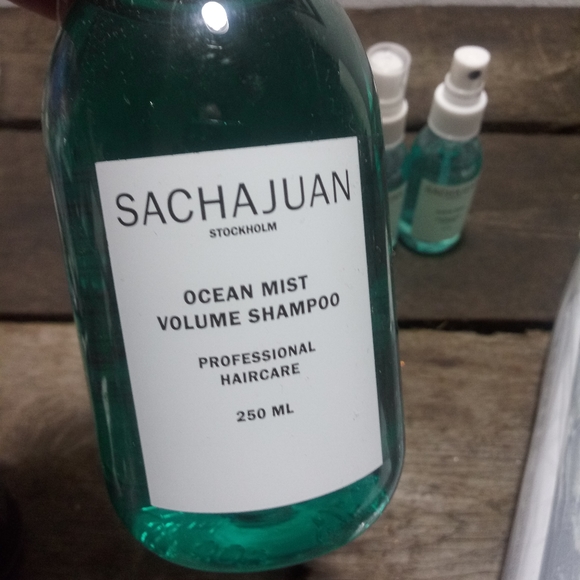 SACHAJUAN
STOCKHOLM
OCEAN MIST
VOLUME SHAMPOO
PROFESSIONAL
HAIRCARE
250 ML